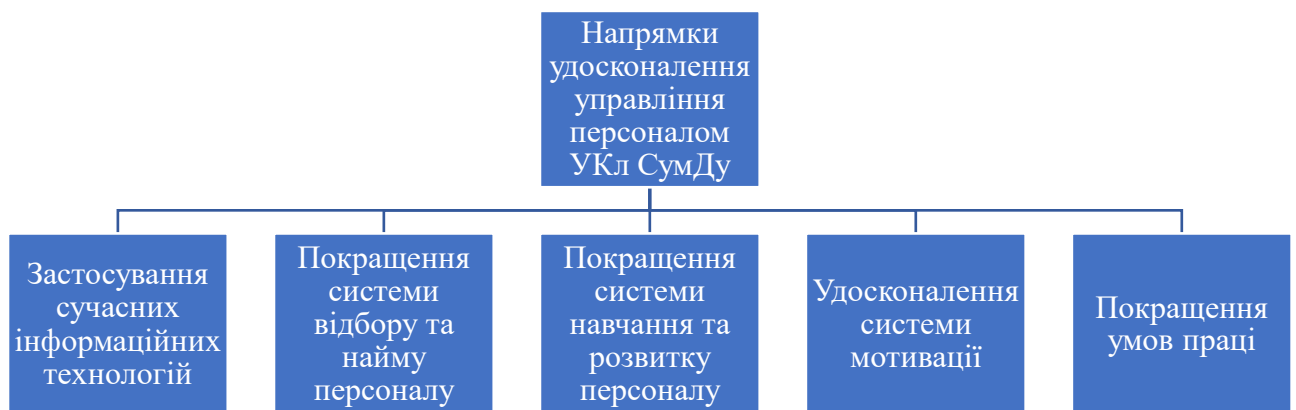 Напрямки
удосконалення
управління
персоналом
УКл СумДу
Застосування
сучасних
інформаційних
технологій
Покращення
системи
відбору та
найму
персоналу
Покращення
системи
навчання та
розвитку
персоналу
Удосконалення
системи
мотивації
Покращення
умов праці